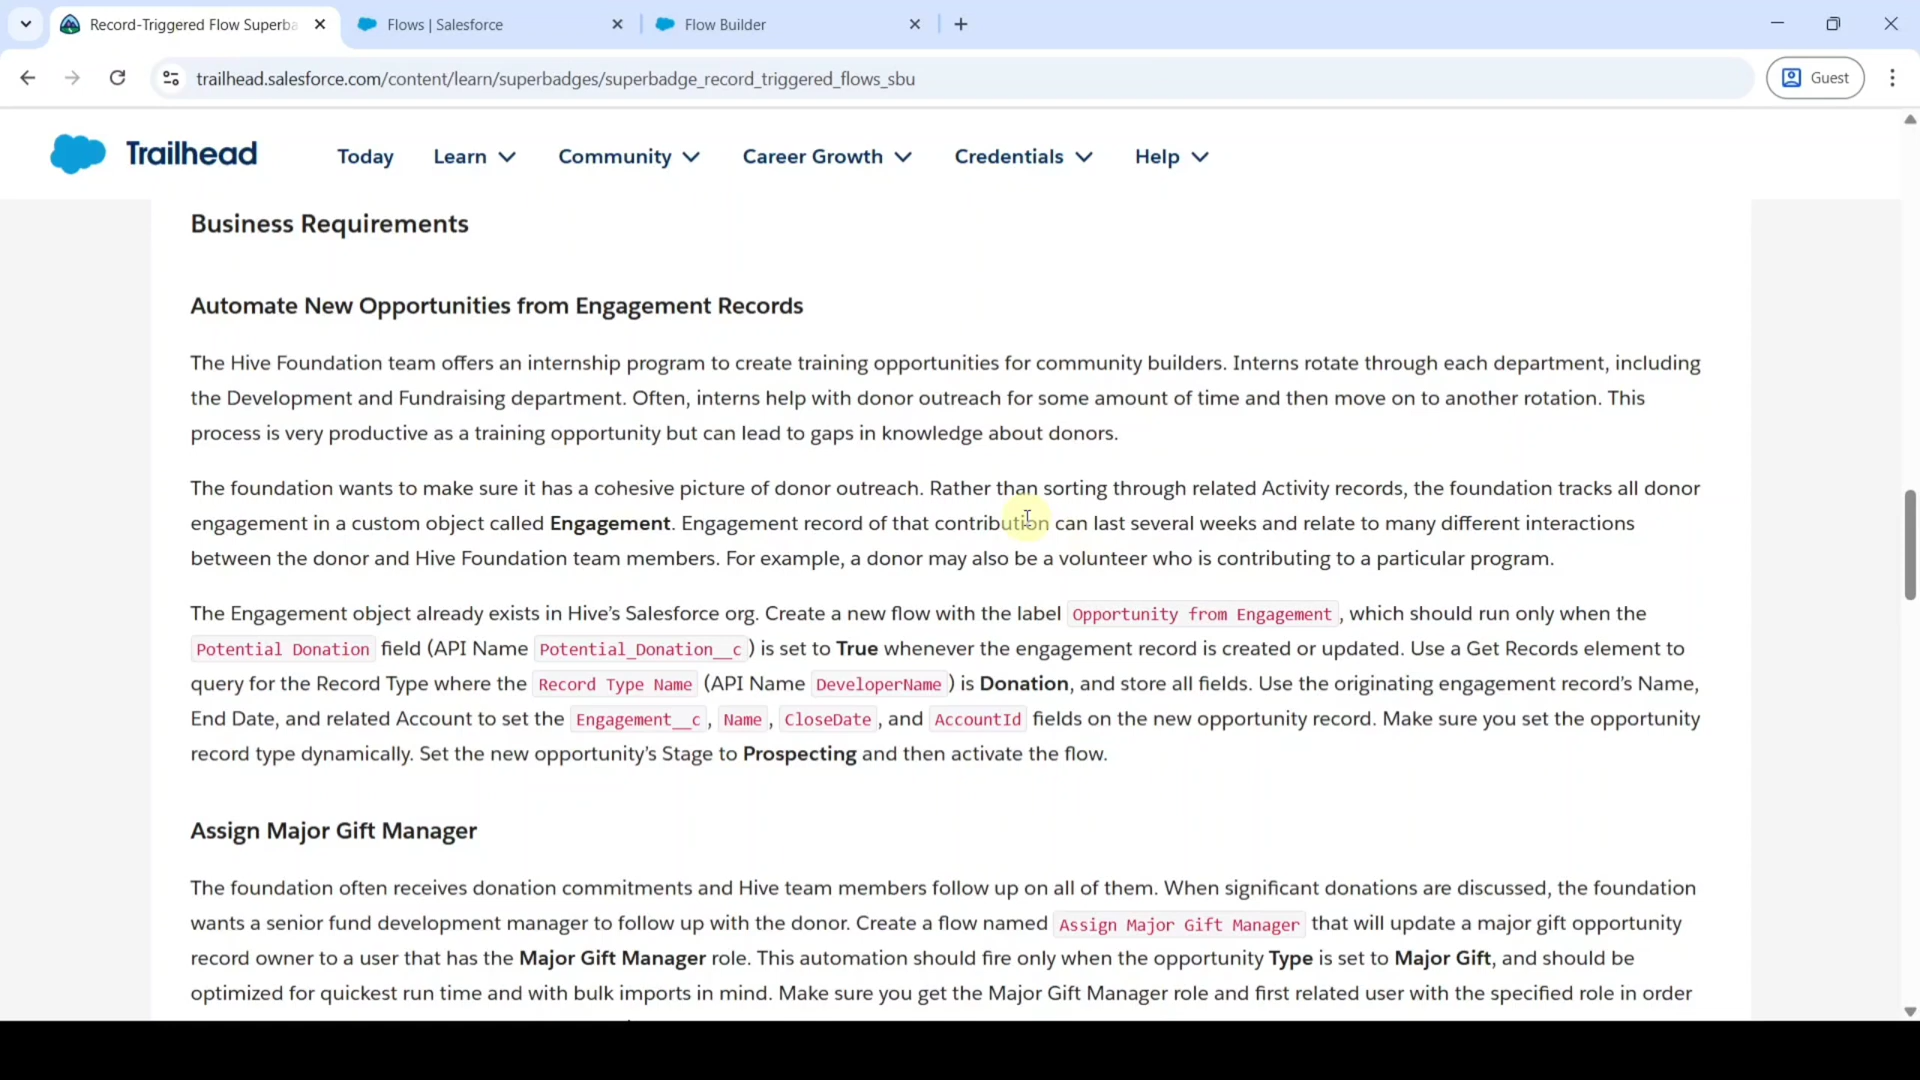 Record-Triggered Flow Superba
Flows | Salesforce
Flow Builder
trailhead.salesforce.com/content/learn/superbadges/superbadge_record_triggered_flows_sbu
Guest
Trailhead
Today
Learn
Community
Career Growth
Credentials
Help
Business Requirements
Automate New Opportunities from Engagement Records
The Hive Foundation team offers an internship program to create training opportunities for community builders. Interns rotate through each department, including
the Development and Fundraising department. Often, interns help with donor outreach for some amount of time and then move on to another rotation. This
process is very productive as a training opportunity but can lead to gaps in knowledge about donors.
The foundation wants to make sure it has a cohesive picture of donor outreach. Rather than sorting through related Activity records, the foundation tracks all donor
engagement in a custom object called Engagement. Engagement record of that contribution can last several weeks and relate to many different interactions
between the donor and Hive Foundation team members. For example, a donor may also be a volunteer who is contributing to a particular program.
The Engagement object already exists in Hive's Salesforce org. Create a new flow with the label Opportunity from Engagement, which should run only when the
Potential Donation field (API Name Potential_Donation__c) is set to True whenever the engagement record is created or updated. Use a Get Records element to
query for the Record Type where the Record Type Name (API Name DeveloperName) is Donation, and store all fields. Use the originating engagement record's Name,
End Date, and related Account to set the Engagement__c, Name, CloseDate, and AccountId fields on the new opportunity record. Make sure you set the opportunity
record type dynamically. Set the new opportunity's Stage to Prospecting and then activate the flow.
Assign Major Gift Manager
The foundation often receives donation commitments and Hive team members follow up on all of them. When significant donations are discussed, the foundation
wants a senior fund development manager to follow up with the donor. Create a flow named Assign Major Gift Manager that will update a major gift opportunity
record owner to a user that has the Major Gift Manager role. This automation should fire only when the opportunity Type is set to Major Gift, and should be
optimized for quickest run time and with bulk imports in mind. Make sure you get the Major Gift Manager role and first related user with the specified role in order